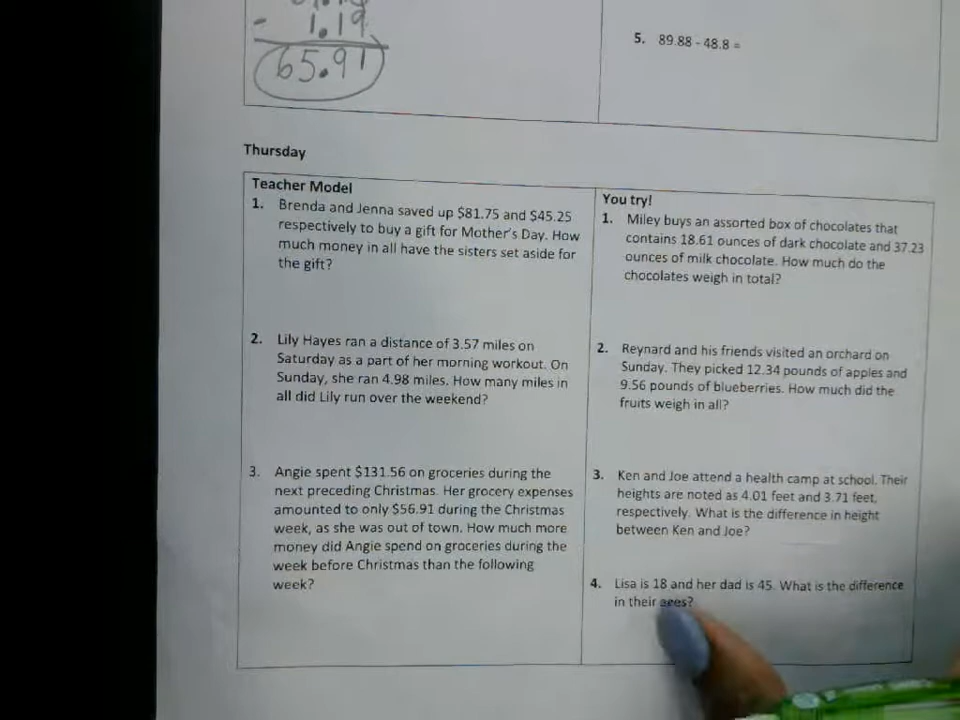 - 1.19
65.91
5. 89.88 - 48.8 =
Thursday
Teacher Model
1. Brenda and Jenna saved up $81.75 and $45.25
respectively to buy a gift for Mother's Day. How
much money in all have the sisters set aside for
the gift?
2. Lily Hayes ran a distance of 3.57 miles on
Saturday as a part of her morning workout. On
Sunday, she ran 4.98 miles. How many miles in
all did Lily run over the weekend?
3. Angie spent $131.56 on groceries during the
next preceding Christmas. Her grocery expenses
amounted to only $56.91 during the Christmas
week, as she was out of town. How much more
money did Angie spend on groceries during the
week before Christmas than the following
week?
You try!
1. Miley buys an assorted box of chocolates that
contains 18.61 ounces of dark chocolate and 37.23
ounces of milk chocolate. How much do the
chocolates weigh in total?
2. Reynard and his friends visited an orchard on
Sunday. They picked 12.34 pounds of apples and
9.56 pounds of blueberries. How much did the
fruits weigh in all?
3. Ken and Joe attend a health camp at school. Their
heights are noted as 4.01 feet and 3.71 feet,
respectively. What is the difference in height
between Ken and Joe?
4. Lisa is 18 and her dad is 45. What is the difference
in their ages?